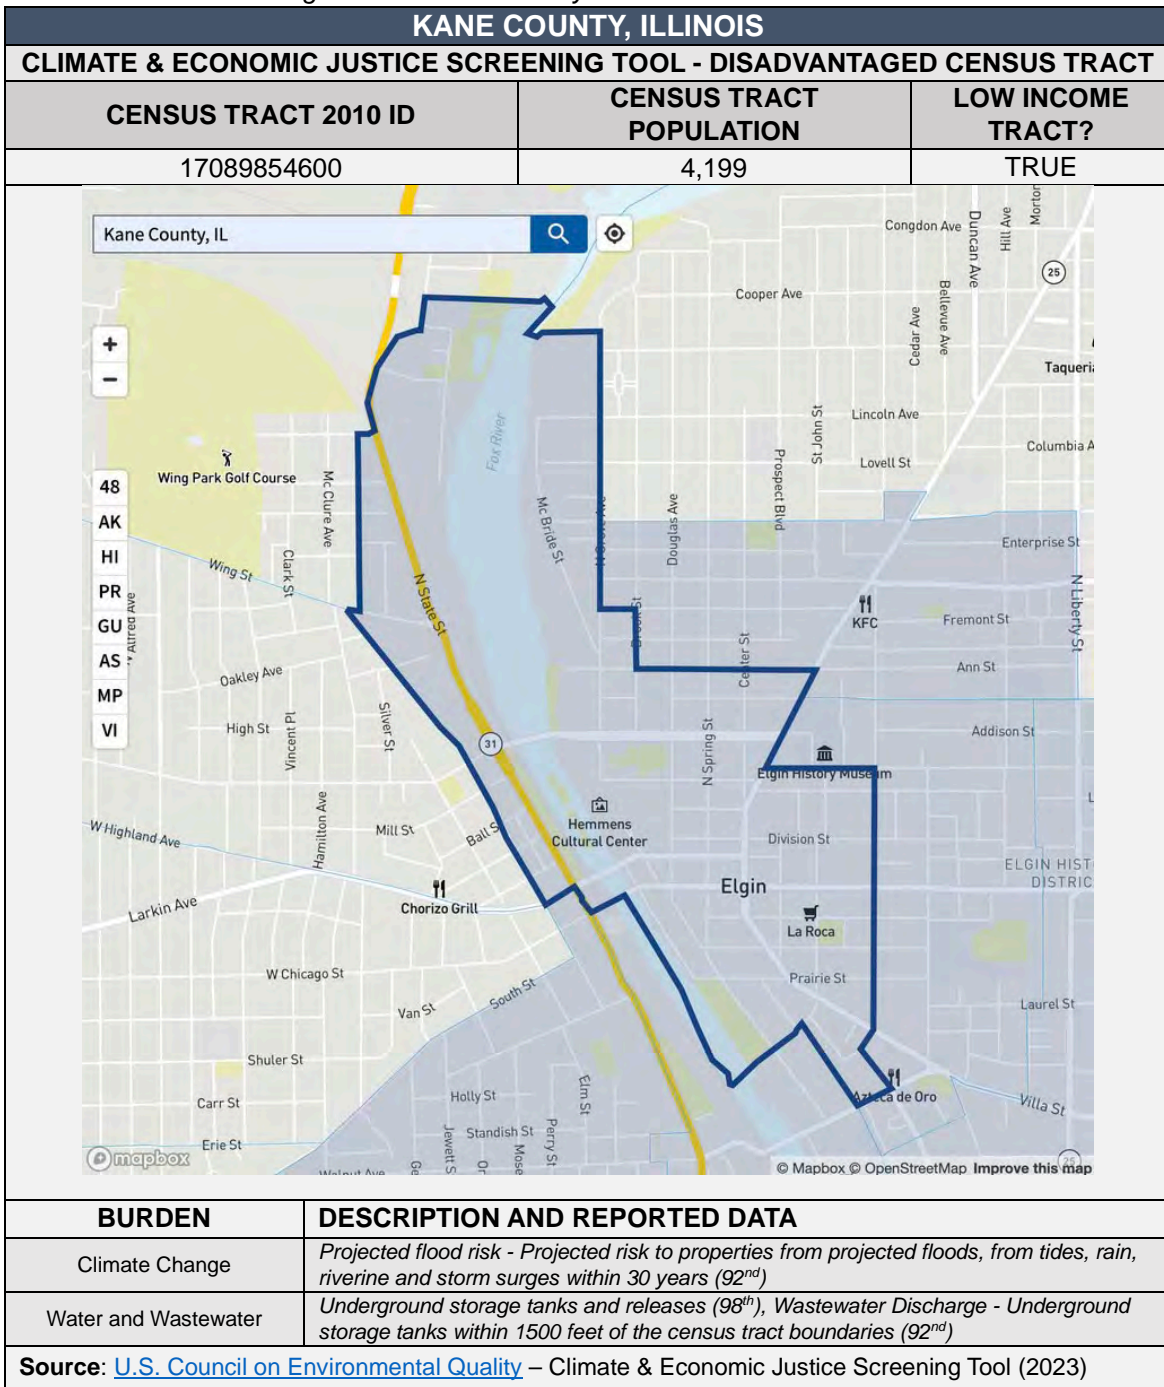 KANE COUNTY, ILLINOIS
CLIMATE & ECONOMIC JUSTICE SCREENING TOOL - DISADVANTAGED CENSUS TRACT
CENSUS TRACT 2010 ID
CENSUS TRACT
POPULATION
LOW INCOME
TRACT?
17089854600
4,199
TRUE
Kane County, IL
Congdon Ave
Duncan Ave
Hill Ave
Morton
25
Cooper Ave
Bellevue Ave
Cedar Ave
+
−
Taqueria
Lincoln Ave
St John St
Columbia A
Lovell St
Prospect Blvd
Fox River
Wing Park Golf Course
Mc Clure Ave
48
AK
HI
PR
GU
AS
MP
VI
Mc Bride St
Douglas Ave
Enterprise St
Wing St
Clark St
N State St
N Liberty St
KFC
Fremont St
N Alfred Ave
Brook St
Center St
Ann St
Oakley Ave
High St
Vincent Pl
Silver St
31
N Spring St
Addison St
Elgin History Museum
Hemmens
Cultural Center
W Highland Ave
Hamilton Ave
Mill St
Ball S
Division St
ELGIN HIST
DISTRIC
Elgin
Larkin Ave
Chorizo Grill
La Roca
W Chicago St
Prairie St
South St
Van St
Laurel St
Shuler St
Elm St
Azteca de Oro
Holly St
Villa St
Carr St
Standish St
Perry St
Jewett S
Mose
Or
Ge
Erie St
Walnut Ave
25
mapbox
© Mapbox © OpenStreetMap Improve this map
BURDEN
DESCRIPTION AND REPORTED DATA
Climate Change
Projected flood risk - Projected risk to properties from projected floods, from tides, rain,
riverine and storm surges within 30 years (92nd)
Water and Wastewater
Underground storage tanks and releases (98th), Wastewater Discharge - Underground
storage tanks within 1500 feet of the census tract boundaries (92nd)
Source: U.S. Council on Environmental Quality – Climate & Economic Justice Screening Tool (2023)